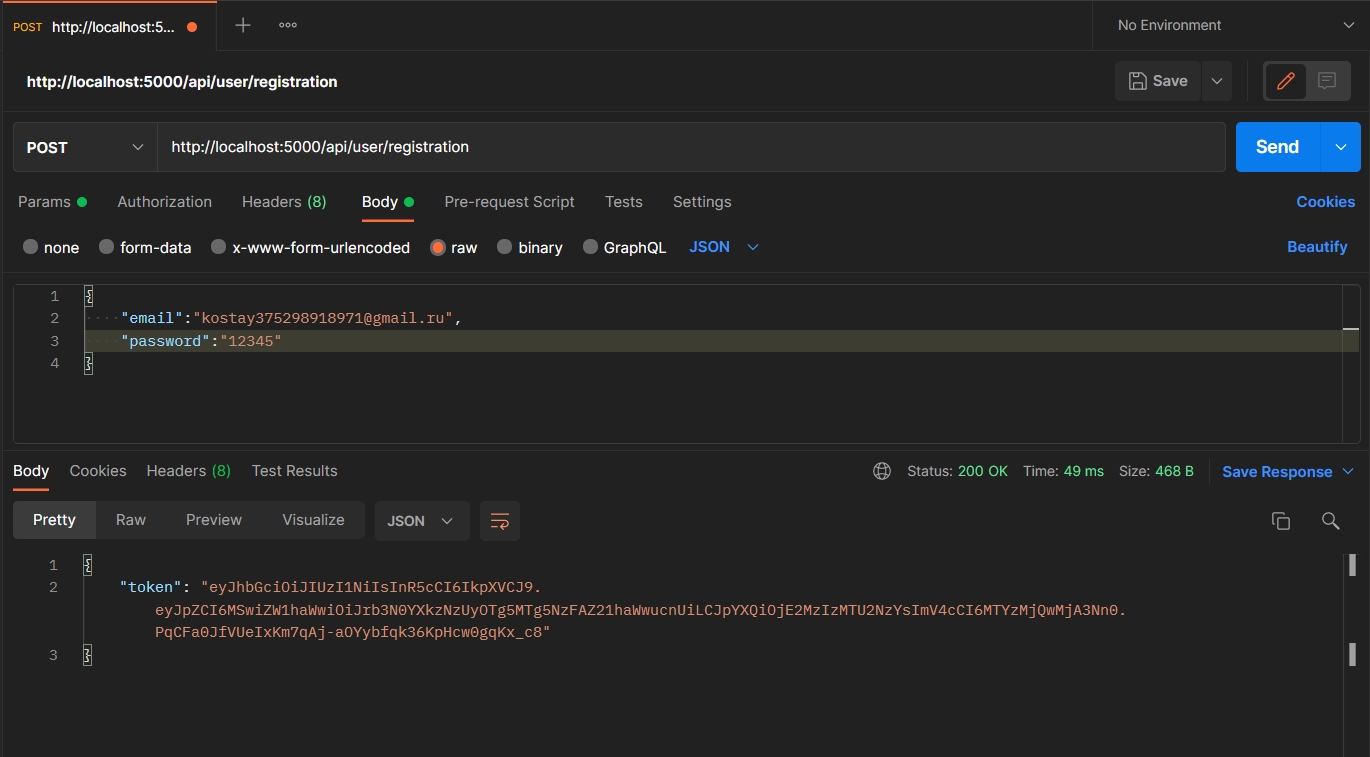 POST http://localhost:5...
No Environment
http://localhost:5000/api/user/registration
Save
POST http://localhost:5000/api/user/registration Send
Params Authorization Headers (8) Body Pre-request Script Tests Settings Cookies
none form-data x-www-form-urlencoded raw binary GraphQL JSON Beautify
1 {
2 "email":"kostay375298918971@gmail.ru",
3 "password":"12345"
4 }
Body Cookies Headers (8) Test Results Status: 200 OK Time: 49 ms Size: 468 B Save Response
Pretty Raw Preview Visualize JSON
1 {
2 "token": "eyJhbGciOiJIUzI1NiIsInR5cCI6IkpXVCJ9.
eyJpZCI6MSwiZW1haWwiOiJrb3N0YXkzNzUyOTg5MTg5NzFAZ21haWwucnUiLCJpYXQiOjE2MzIzMTU2NzYsImV4cCI6MTYzMjQwMjA3Nn0.
PqCFa0JfVUeIxKm7qAj-aOYybfqk36KpHcw0gqKx_c8"
3 }